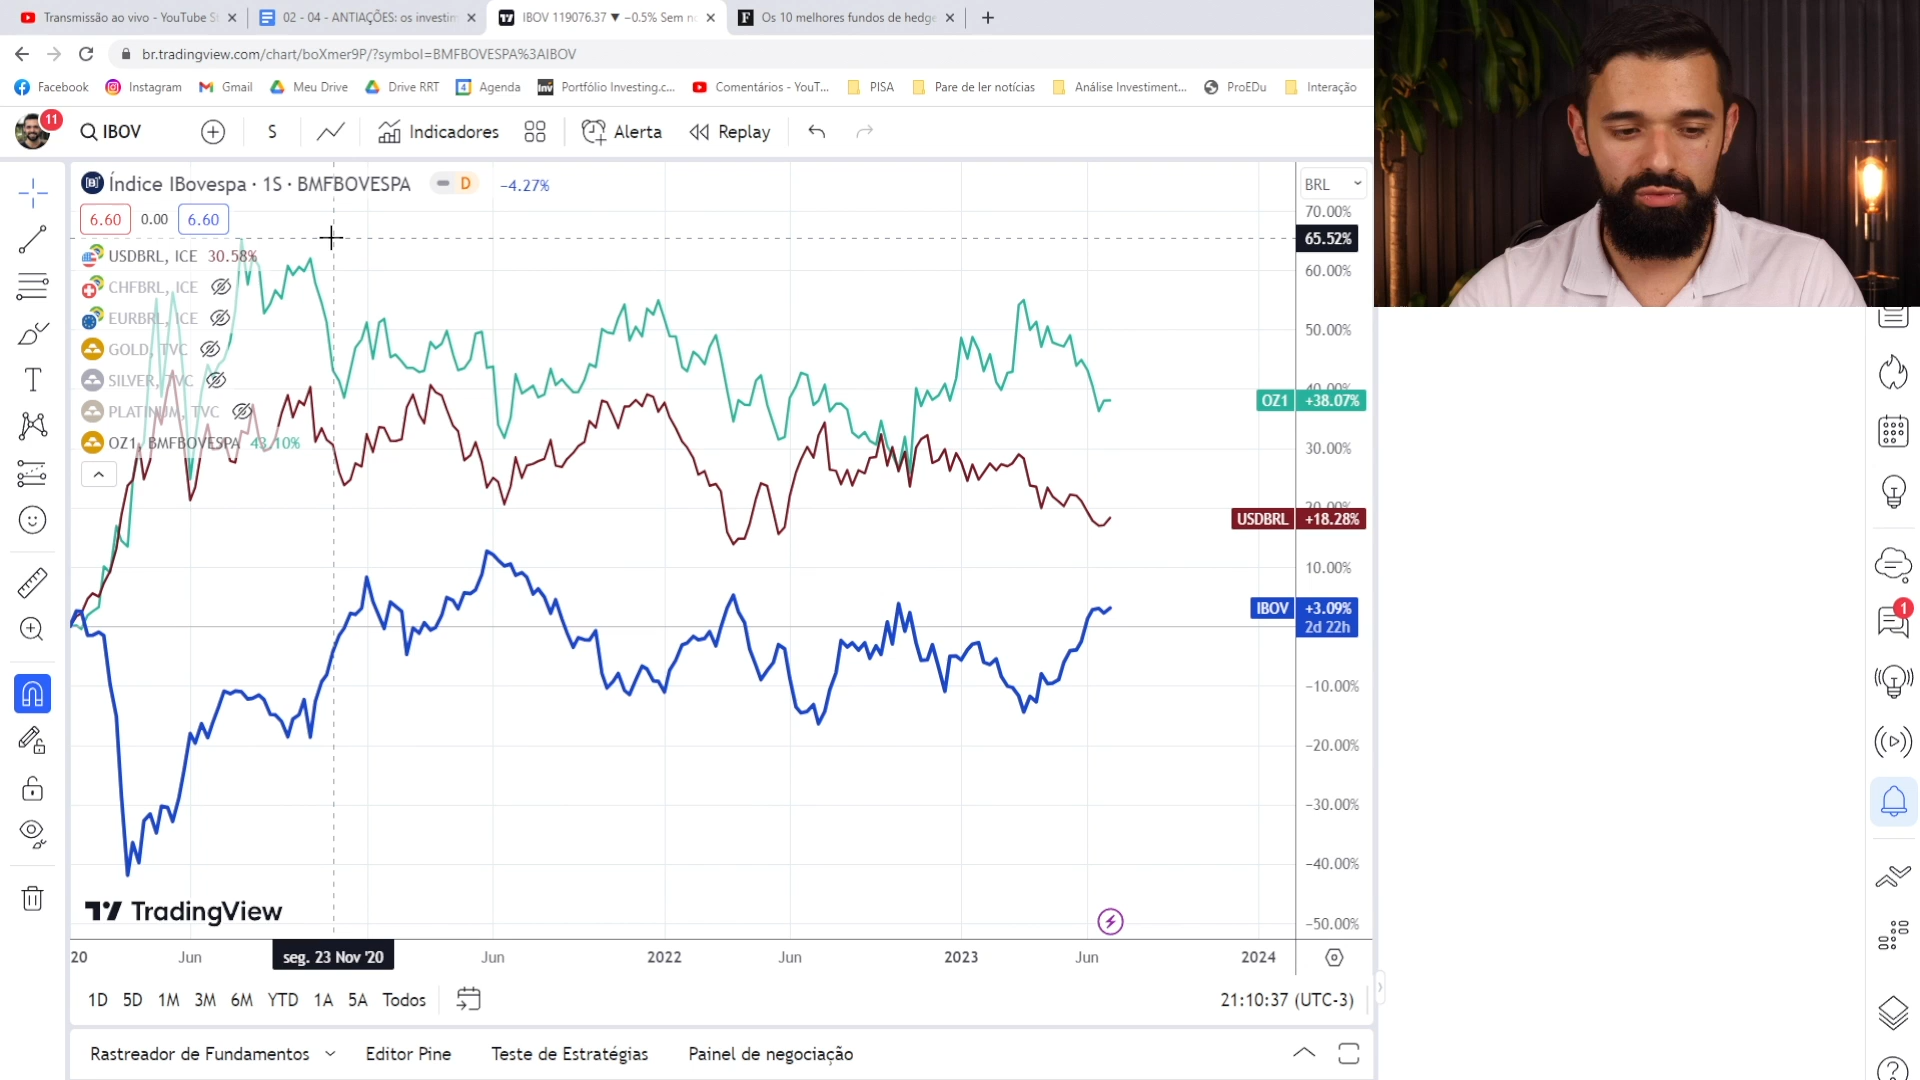 Transmissão ao vivo - YouTube S
02 - 04 - ANTIAÇÕES: os investim
IBOV 119076.37 ▼ −0.5% Sem n
Os 10 melhores fundos de hedge
br.tradingview.com/chart/boXmer9P/?symbol=BMFBOVESPA%3AIBOV
Facebook
Instagram
Gmail
Meu Drive
Drive RRT
Agenda
Portfólio Investing.c...
Comentários - YouT...
PISA
Pare de ler notícias
Análise Investiment...
ProEdu
Interação
11
IBOV
S
Indicadores
Alerta
Replay
Índice IBovespa · 1S · BMFBOVESPA
D
−4.27%
BRL
6.60
0.00
6.60
USDBRL, ICE 30.58%
CHFBRL, ICE
EURBRL, ICE
GOLD, TVC
SILVER, TVC
PLATINUM, TVC
OZ1, BMFBOVESPA 43.10%
70.00%
65.52%
60.00%
50.00%
40.00%
OZ1 +38.07%
30.00%
20.00%
USDBRL +18.28%
10.00%
IBOV +3.09%
2d 22h
−10.00%
−20.00%
−30.00%
−40.00%
−50.00%
1
TradingView
20
Jun
seg. 23 Nov '20
Jun
2022
Jun
2023
Jun
2024
1D 5D 1M 3M 6M YTD 1A 5A Todos
21:10:37 (UTC-3)
Rastreador de Fundamentos
Editor Pine
Teste de Estratégias
Painel de negociação